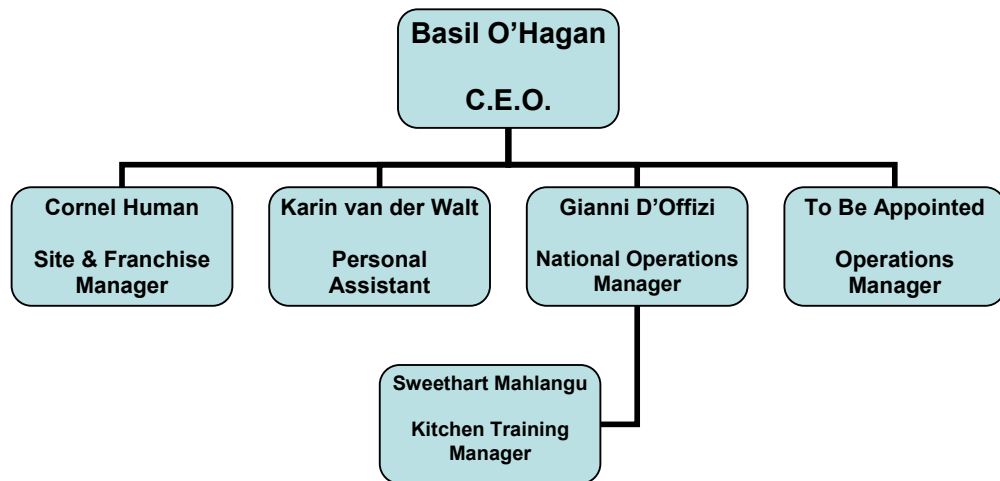 Basil O’Hagan
C.E.O.
Cornel Human
Site & Franchise
Manager
Karin van der Walt
Personal
Assistant
Gianni D’Offizi
National Operations
Manager
To Be Appointed
Operations
Manager
Sweethart Mahlangu
Kitchen Training
Manager